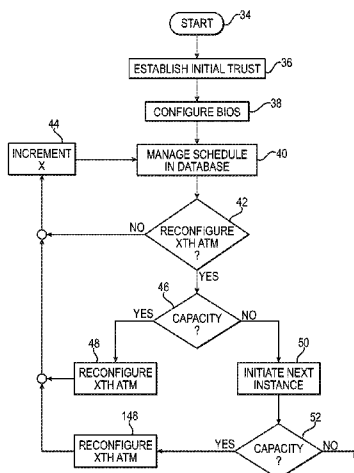 START
34
ESTABLISH INITIAL TRUST
36
CONFIGURE BIOS
38
44
INCREMENT
X
MANAGE SCHEDULE
IN DATABASE
40
42
RECONFIGURE
XTH ATM
?
NO
YES
46
CAPACITY
?
YES
NO
48
RECONFIGURE
XTH ATM
50
INITIATE NEXT
INSTANCE
148
RECONFIGURE
XTH ATM
52
CAPACITY
?
YES
NO